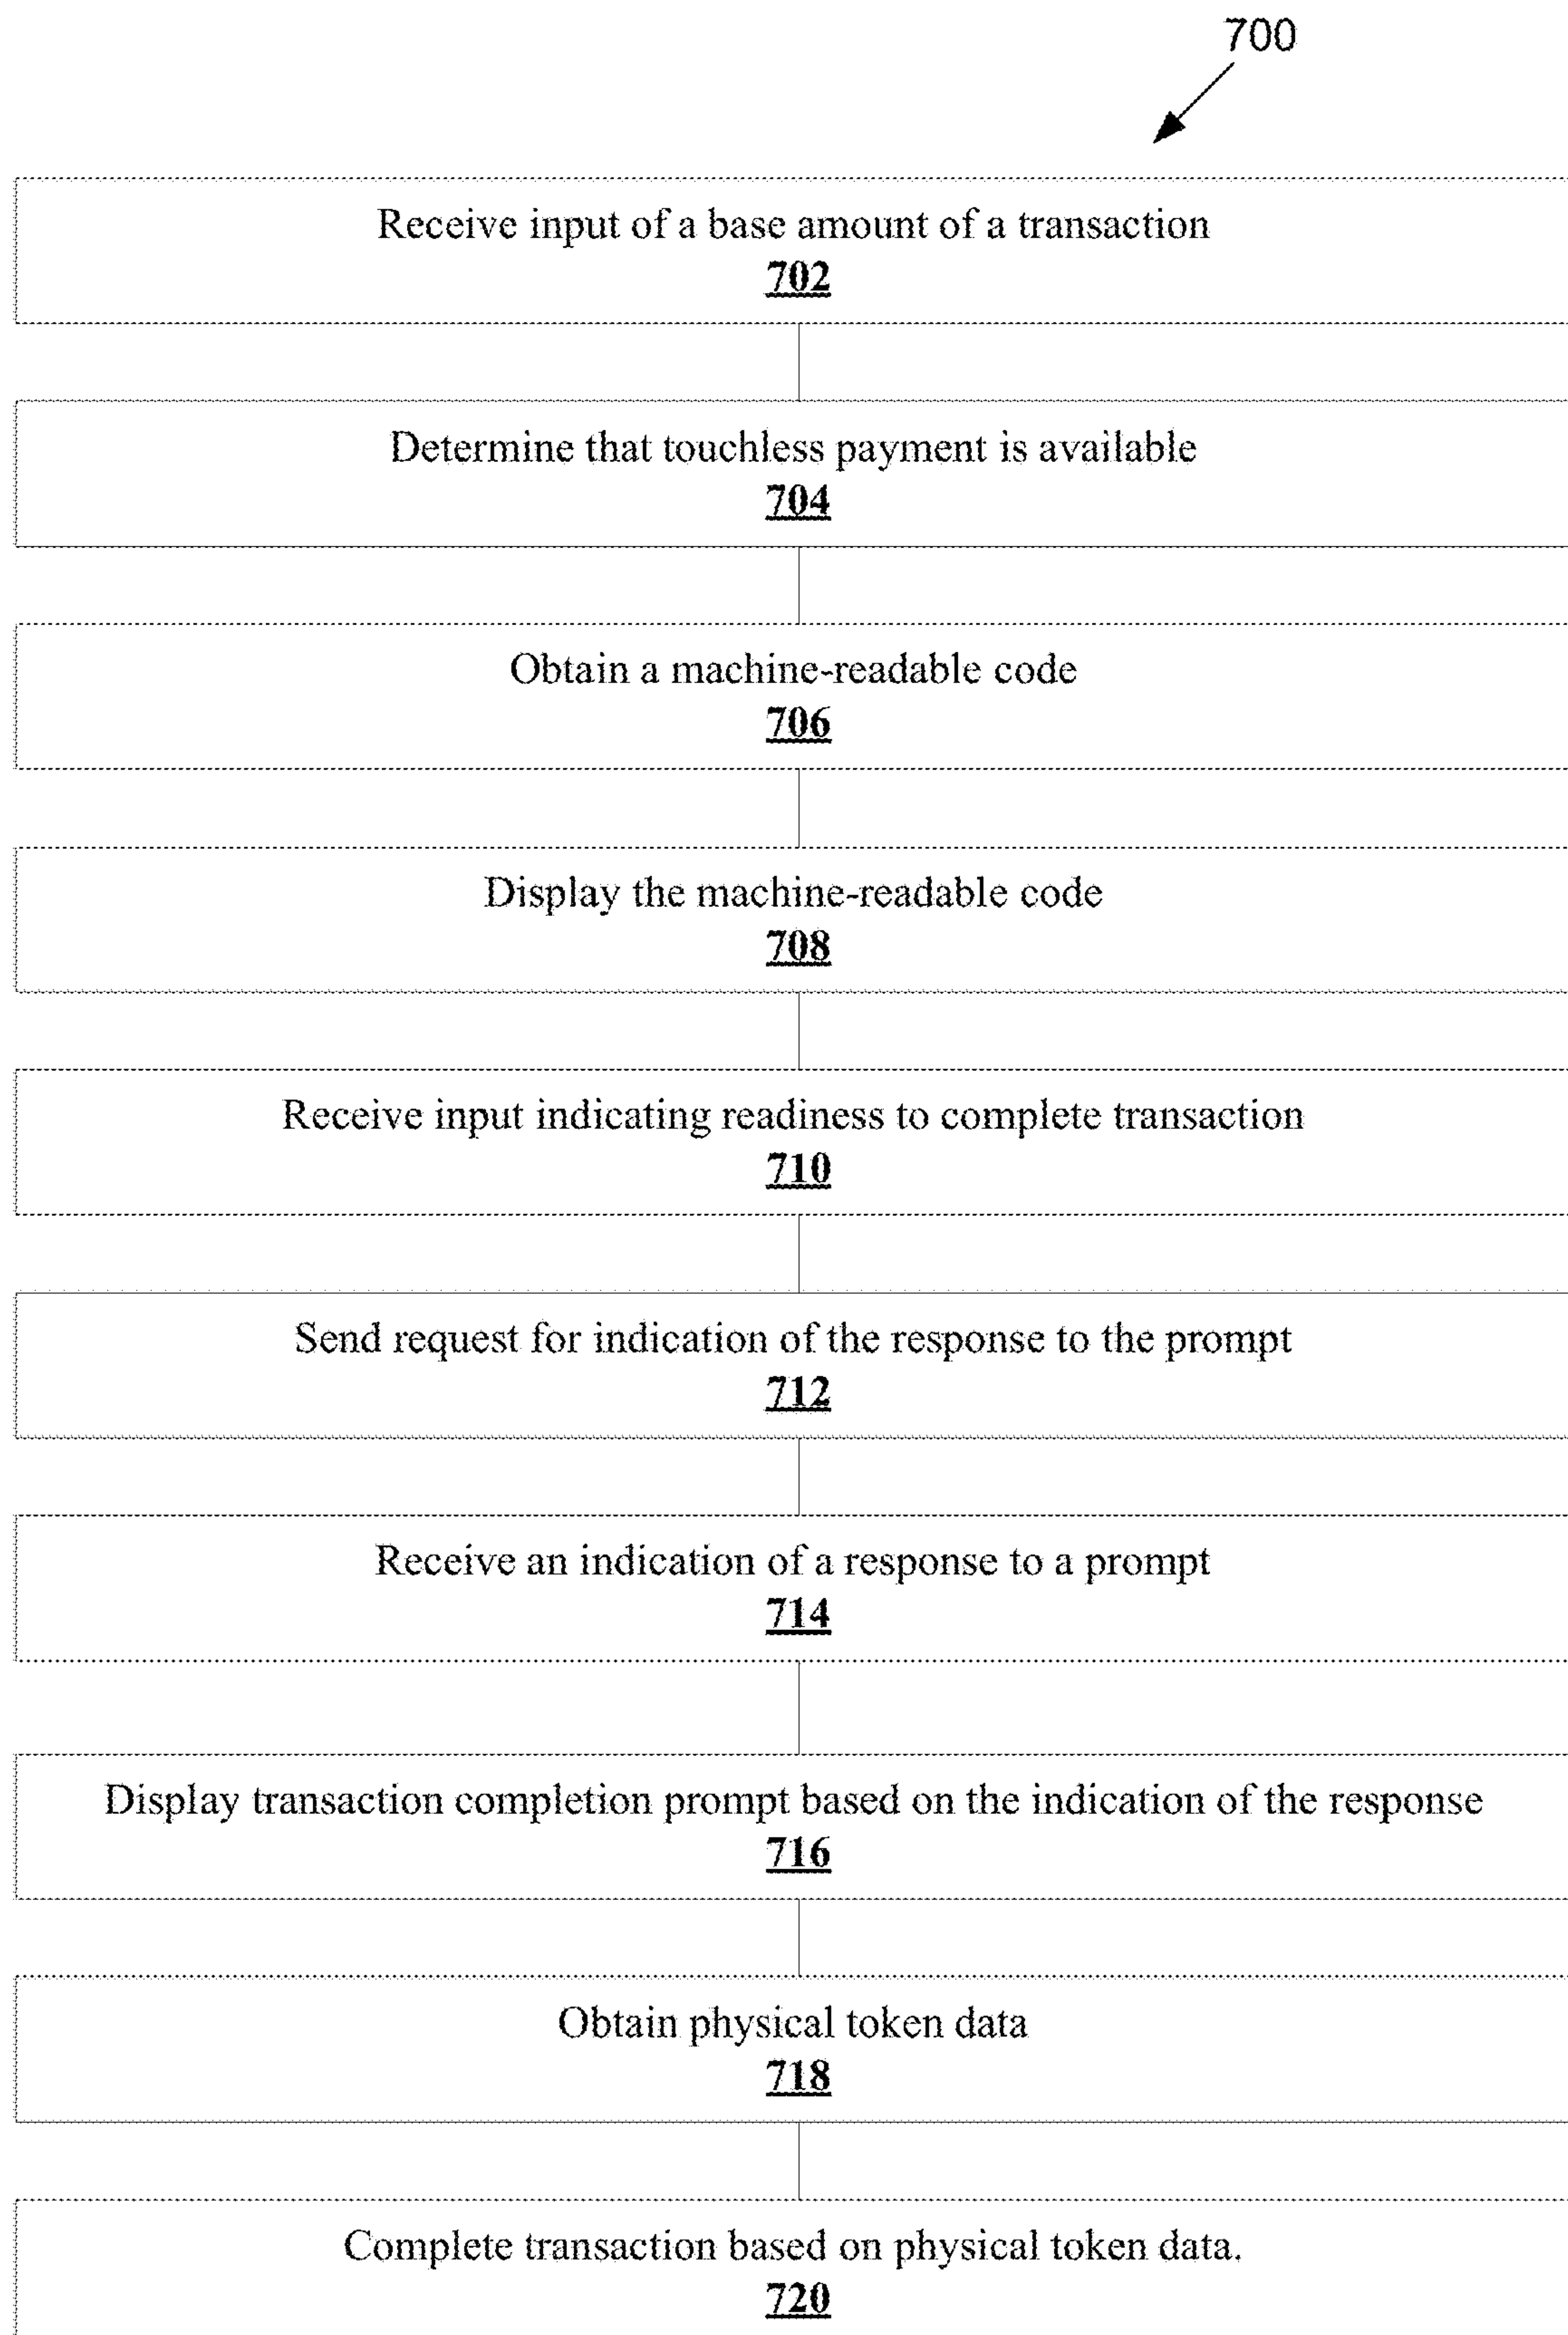 700
Receive input of a base amount of a transaction
702
Determine that touchless payment is available
704
Obtain a machine-readable code
706
Display the machine-readable code
708
Receive input indicating readiness to complete transaction
710
Send request for indication of the response to the prompt
712
Receive an indication of a response to a prompt
714
Display transaction completion prompt based on the indication of the response
716
Obtain physical token data
718
Complete transaction based on physical token data.
720